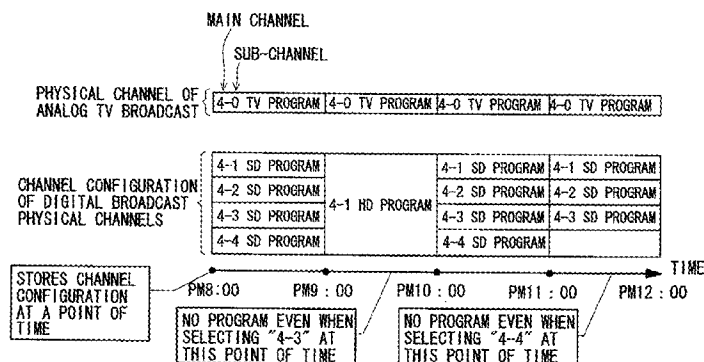 MAIN CHANNEL
SUB-CHANNEL
PHYSICAL CHANNEL OF
ANALOG TV BROADCAST
4-0 TV PROGRAM 4-0 TV PROGRAM 4-0 TV PROGRAM 4-0 TV PROGRAM
CHANNEL CONFIGURATION
OF DIGITAL BROADCAST
PHYSICAL CHANNELS
4-1 SD PROGRAM
4-2 SD PROGRAM
4-3 SD PROGRAM
4-4 SD PROGRAM
4-1 HD PROGRAM
4-1 SD PROGRAM
4-2 SD PROGRAM
4-3 SD PROGRAM
4-4 SD PROGRAM
4-1 SD PROGRAM
4-2 SD PROGRAM
4-3 SD PROGRAM
TIME
STORES CHANNEL
CONFIGURATION
AT A POINT OF
TIME
PM8:00 PM9:00 PM10:00 PM11:00 PM12:00
NO PROGRAM EVEN WHEN
SELECTING "4-3" AT
THIS POINT OF TIME
NO PROGRAM EVEN WHEN
SELECTING "4-4" AT
THIS POINT OF TIME